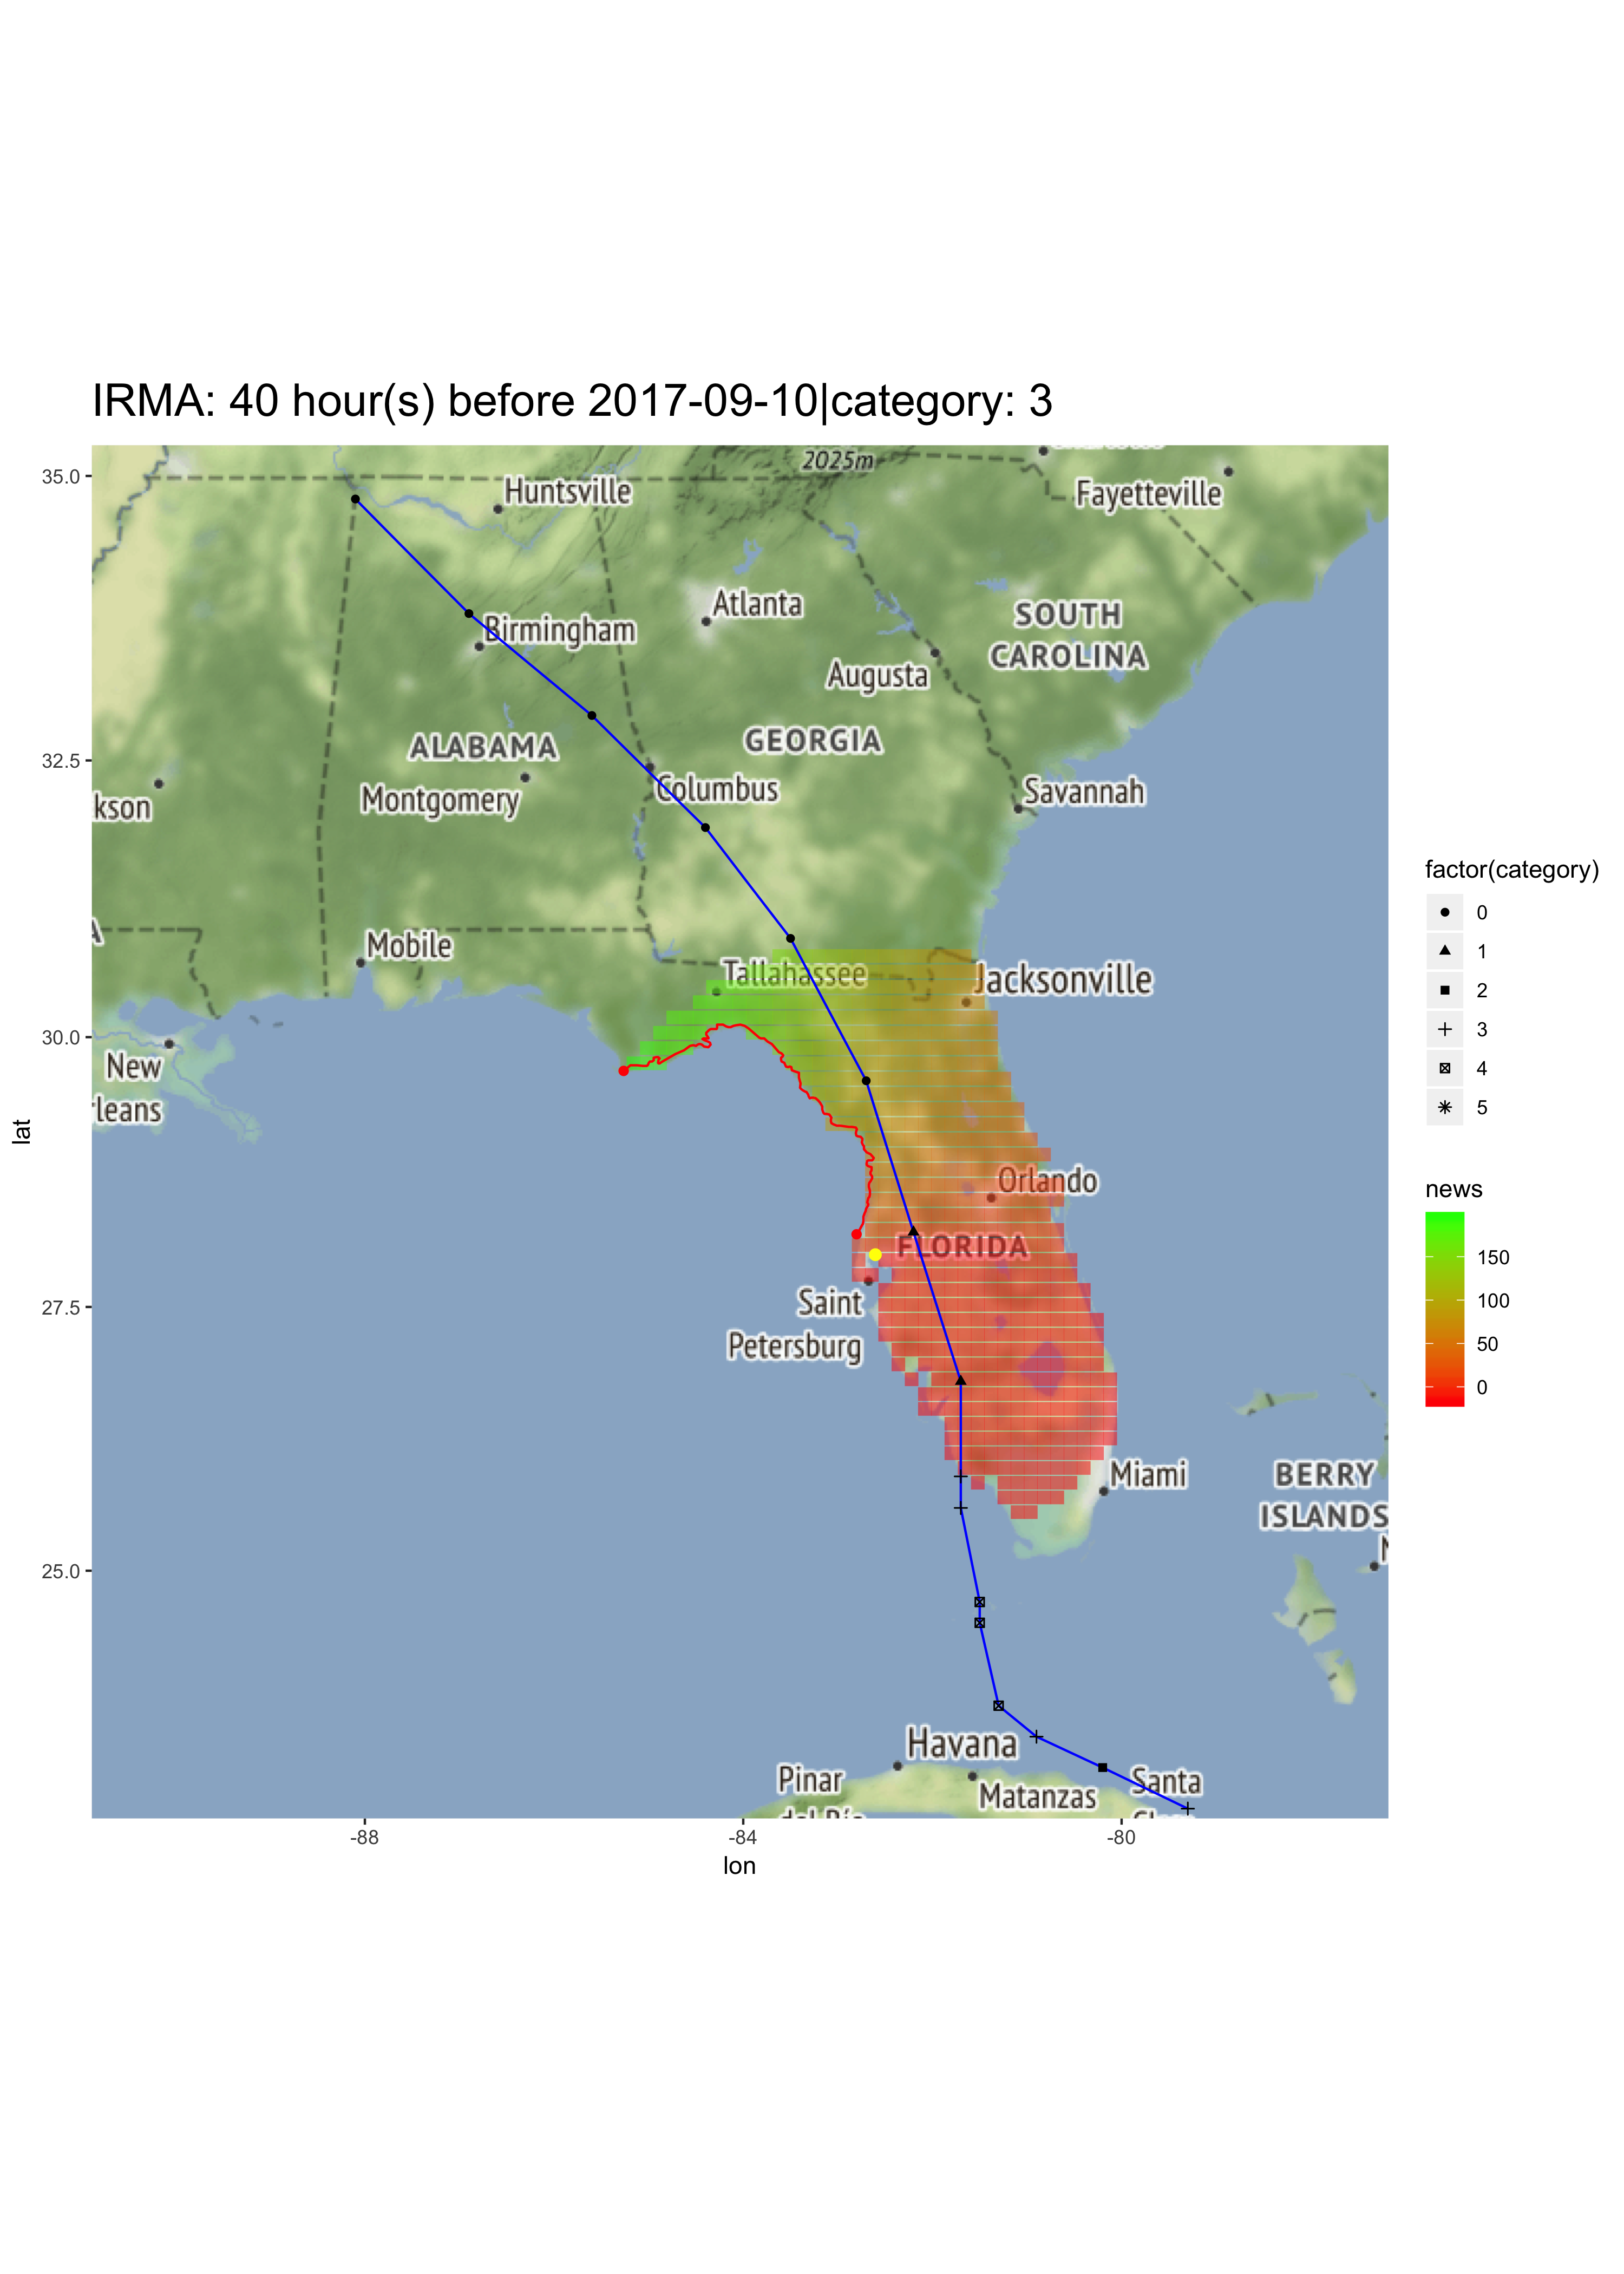 IRMA: 40 hour(s) before 2017-09-10|category: 3
35.0
32.5
30.0
27.5
25.0
lat
-88
-84
-80
lon
2025m
Huntsville
Fayetteville
Atlanta
SOUTH
CAROLINA
Birmingham
Augusta
ALABAMA
GEORGIA
Montgomery
Columbus
Savannah
kson
A
Mobile
Tallahassee
Jacksonville
New
rleans
Orlando
FLORIDA
Saint
Petersburg
Miami
BERRY
ISLANDS
Havana
Pinar
del Río
Matanzas
Santa
factor(category)
0
1
2
3
4
5
news
150
100
50
0